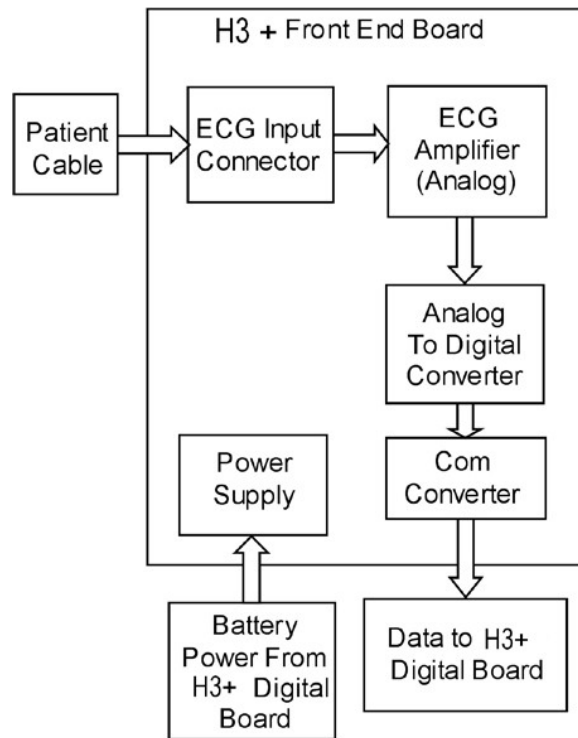 H3 + Front End Board
Patient
Cable
ECG Input
Connector
ECG
Amplifier
(Analog)
Analog
To Digital
Converter
Power
Supply
Com
Converter
Battery
Power From
H3+ Digital
Board
Data to H3+
Digital Board